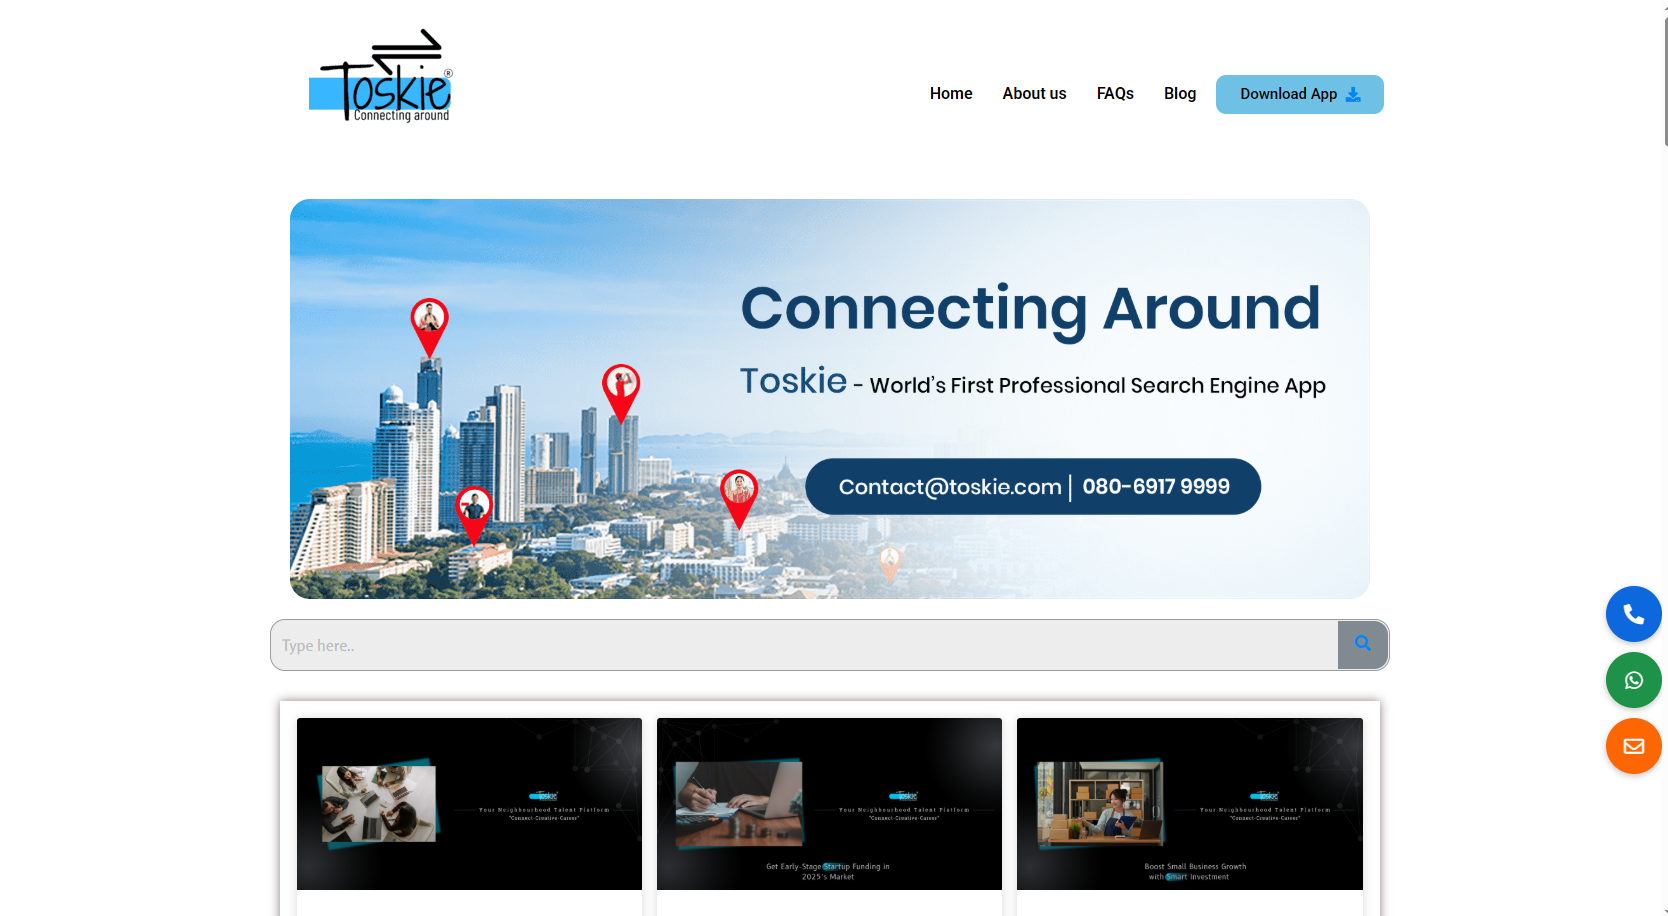 Toskie®
Connecting around
Home
About us
FAQs
Blog
Download App
Connecting Around
Toskie - World's First Professional Search Engine App
Contact@toskie.com | 080-6917 9999
Type here..
Toskie
Your Neighbourhood Talent Platform
"Connect-Creative-Career"
Toskie
Your Neighbourhood Talent Platform
"Connect-Creative-Career"
Get Early-Stage Startup Funding in
2025's Market
Toskie
Your Neighbourhood Talent Platform
"Connect-Creative-Career"
Boost Small Business Growth
with Smart Investment